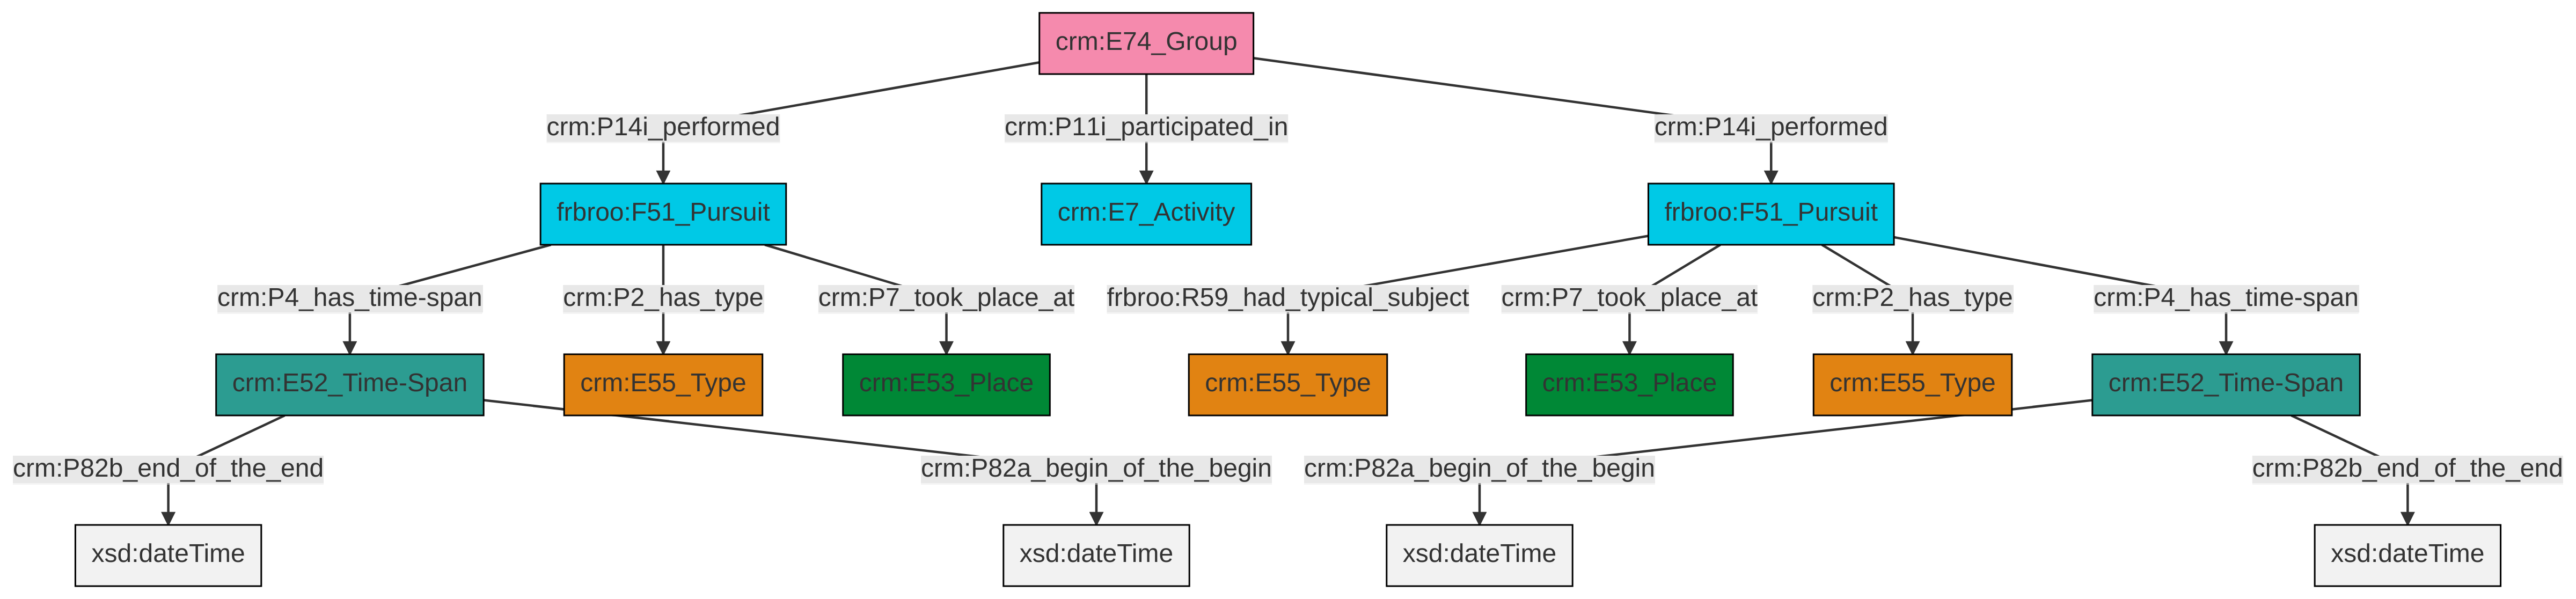 crm:E74_Group
crm:P14i_performed
crm:P11i_participated_in
crm:P14i_performed
frbroo:F51_Pursuit
crm:E7_Activity
frbroo:F51_Pursuit
crm:P4_has_time-span
crm:P2_has_type
crm:P7_took_place_at
frbroo:R59_had_typical_subject
crm:P7_took_place_at
crm:P2_has_type
crm:P4_has_time-span
crm:E52_Time-Span
crm:E55_Type
crm:E53_Place
crm:E55_Type
crm:E53_Place
crm:E55_Type
crm:E52_Time-Span
crm:P82b_end_of_the_end
crm:P82a_begin_of_the_begin
crm:P82a_begin_of_the_begin
crm:P82b_end_of_the_end
xsd:dateTime
xsd:dateTime
xsd:dateTime
xsd:dateTime